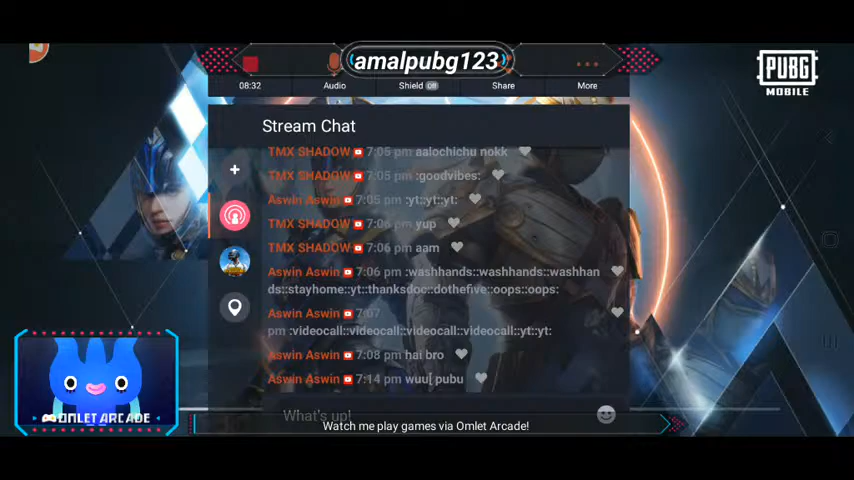 amalpubg123
PUBG
MOBILE
08:32
Audio
Shield Off
Share
More
Stream Chat
TMX SHADOW 7:05 pm aalochichu nokk
TMX SHADOW 7:05 pm :goodvibes:
Aswin Aswin 7:05 pm :yt::yt::yt:
TMX SHADOW 7:06 pm yup
TMX SHADOW 7:06 pm aam
Aswin Aswin 7:06 pm :washhands::washhands::washhan
ds::stayhome::yt::thanksdoc::dothefive::oops::oops:
Aswin Aswin 7:07
pm :videocall::videocall::videocall::videocall::yt::yt:
Aswin Aswin 7:08 pm hai bro
Aswin Aswin 7:14 pm wuu[ pubu
What's up!
OMLET ARCADE
Watch me play games via Omlet Arcade!